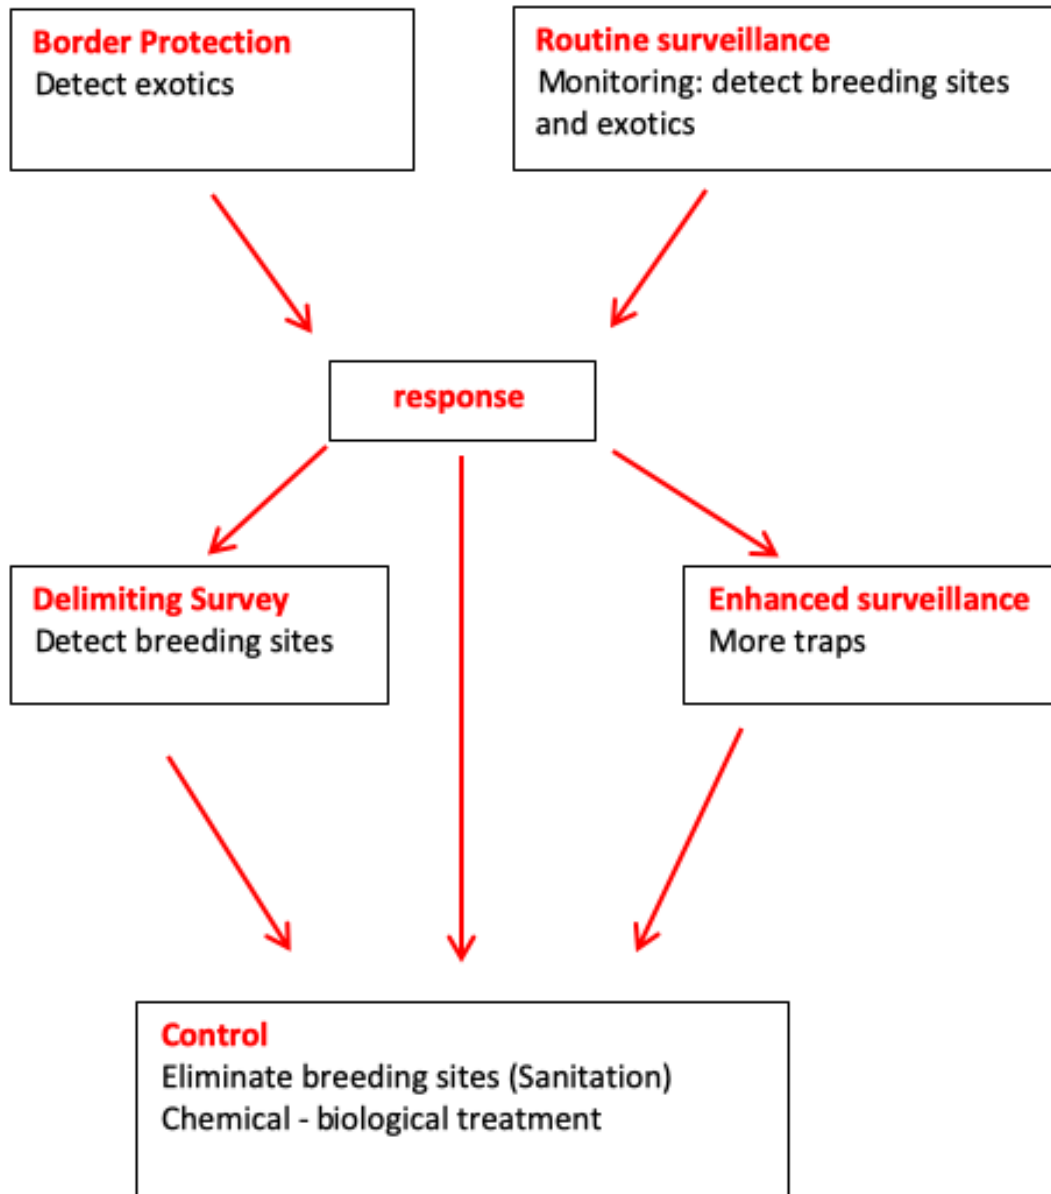 Border Protection
Detect exotics
Routine surveillance
Monitoring: detect breeding sites
and exotics
response
Delimiting Survey
Detect breeding sites
Enhanced surveillance
More traps
Control
Eliminate breeding sites (Sanitation)
Chemical - biological treatment